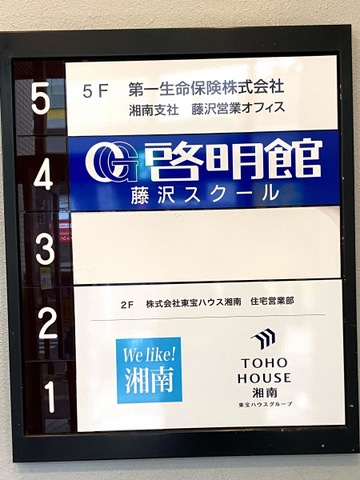 5
5F 第一生命保険株式会社
湘南支社 藤沢営業オフィス
4
OG 啓明館
藤沢スクール
3
2
2F 株式会社東宝ハウス湘南 住宅営業部
We like!
湘南
TOHO
HOUSE
湘南
東宝ハウスグループ
1